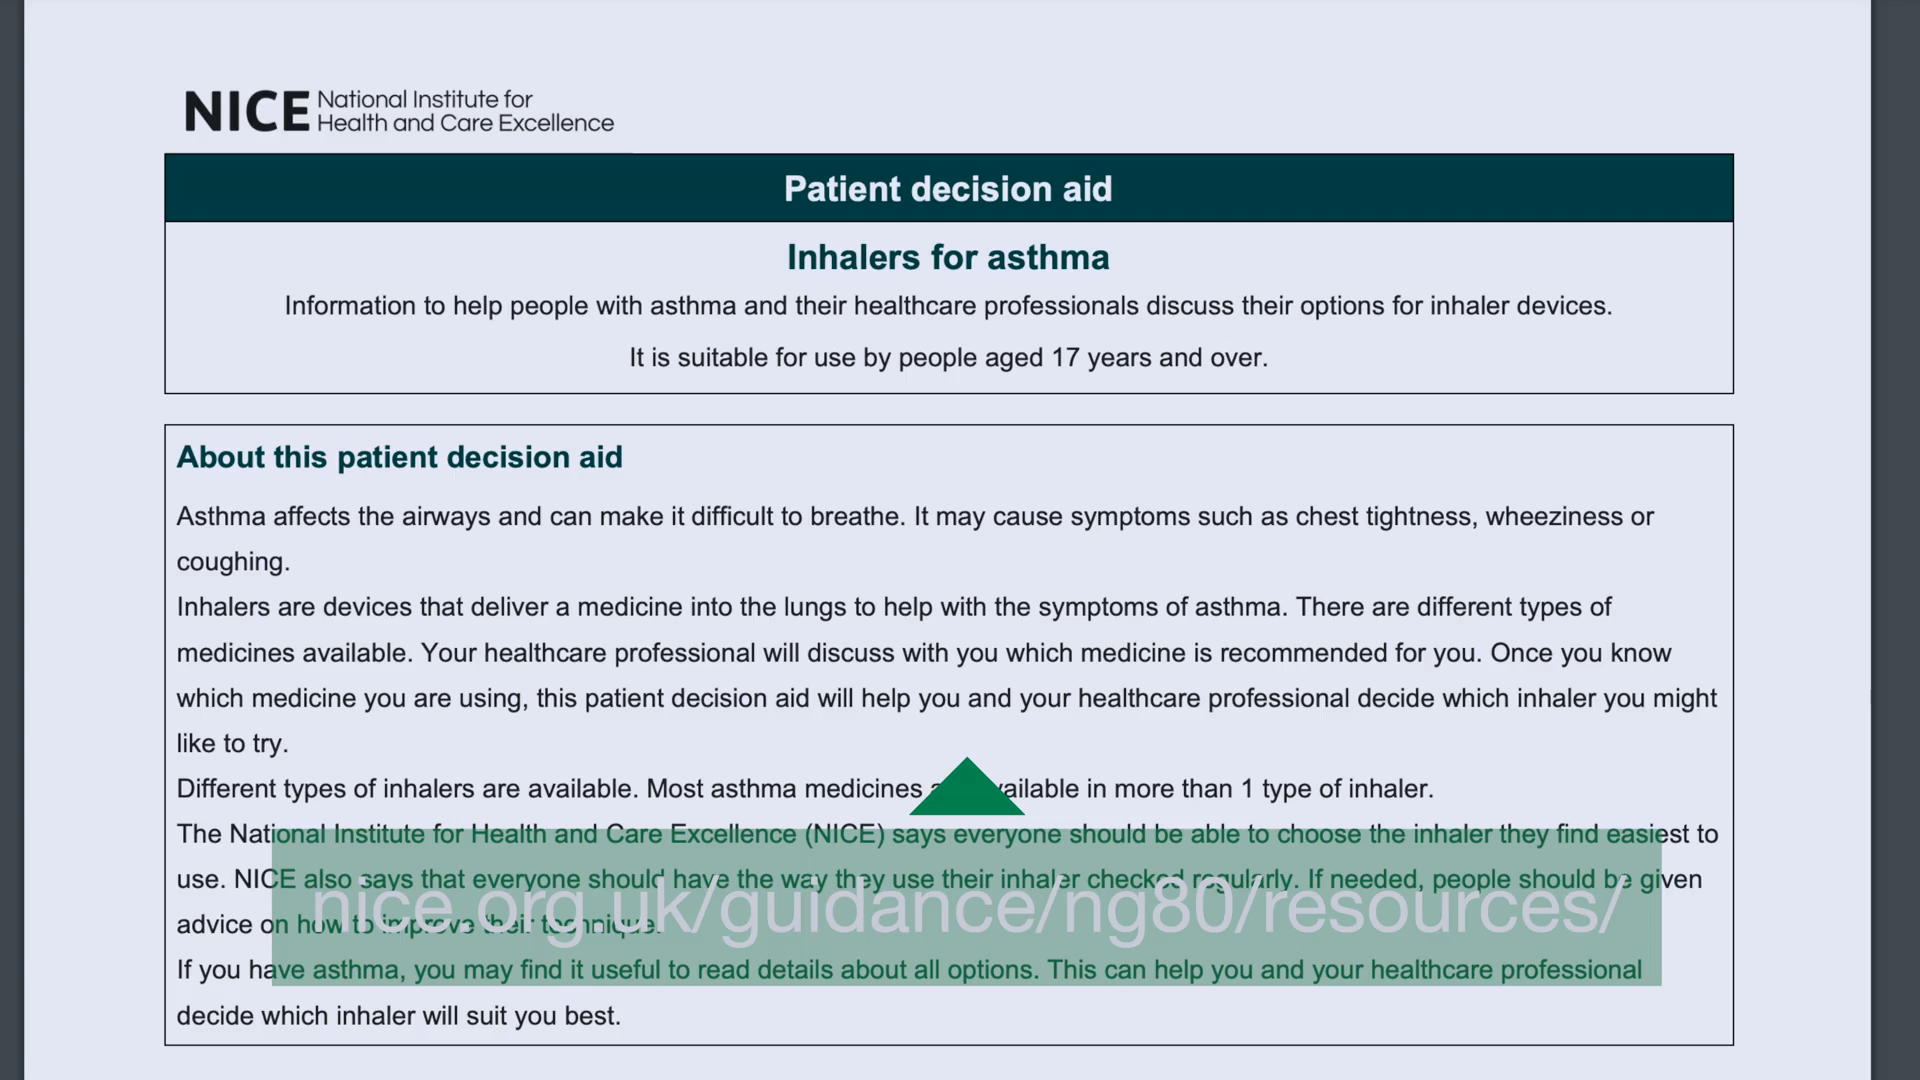 NICE National Institute for
Health and Care Excellence
Patient decision aid
Inhalers for asthma
Information to help people with asthma and their healthcare professionals discuss their options for inhaler devices.
It is suitable for use by people aged 17 years and over.
About this patient decision aid
Asthma affects the airways and can make it difficult to breathe. It may cause symptoms such as chest tightness, wheeziness or
coughing.
Inhalers are devices that deliver a medicine into the lungs to help with the symptoms of asthma. There are different types of
medicines available. Your healthcare professional will discuss with you which medicine is recommended for you. Once you know
which medicine you are using, this patient decision aid will help you and your healthcare professional decide which inhaler you might
like to try.
Different types of inhalers are available. Most asthma medicines available in more than 1 type of inhaler.
The National Institute for Health and Care Excellence (NICE) says everyone should be able to choose the inhaler they find easiest to
use. NICE also says that everyone should have the way they use their inhaler checked regularly. If needed, people should be given
advice on how to improve their technique.
nice.org.uk/guidance/ng80/resources/
If you have asthma, you may find it useful to read details about all options. This can help you and your healthcare professional
decide which inhaler will suit you best.